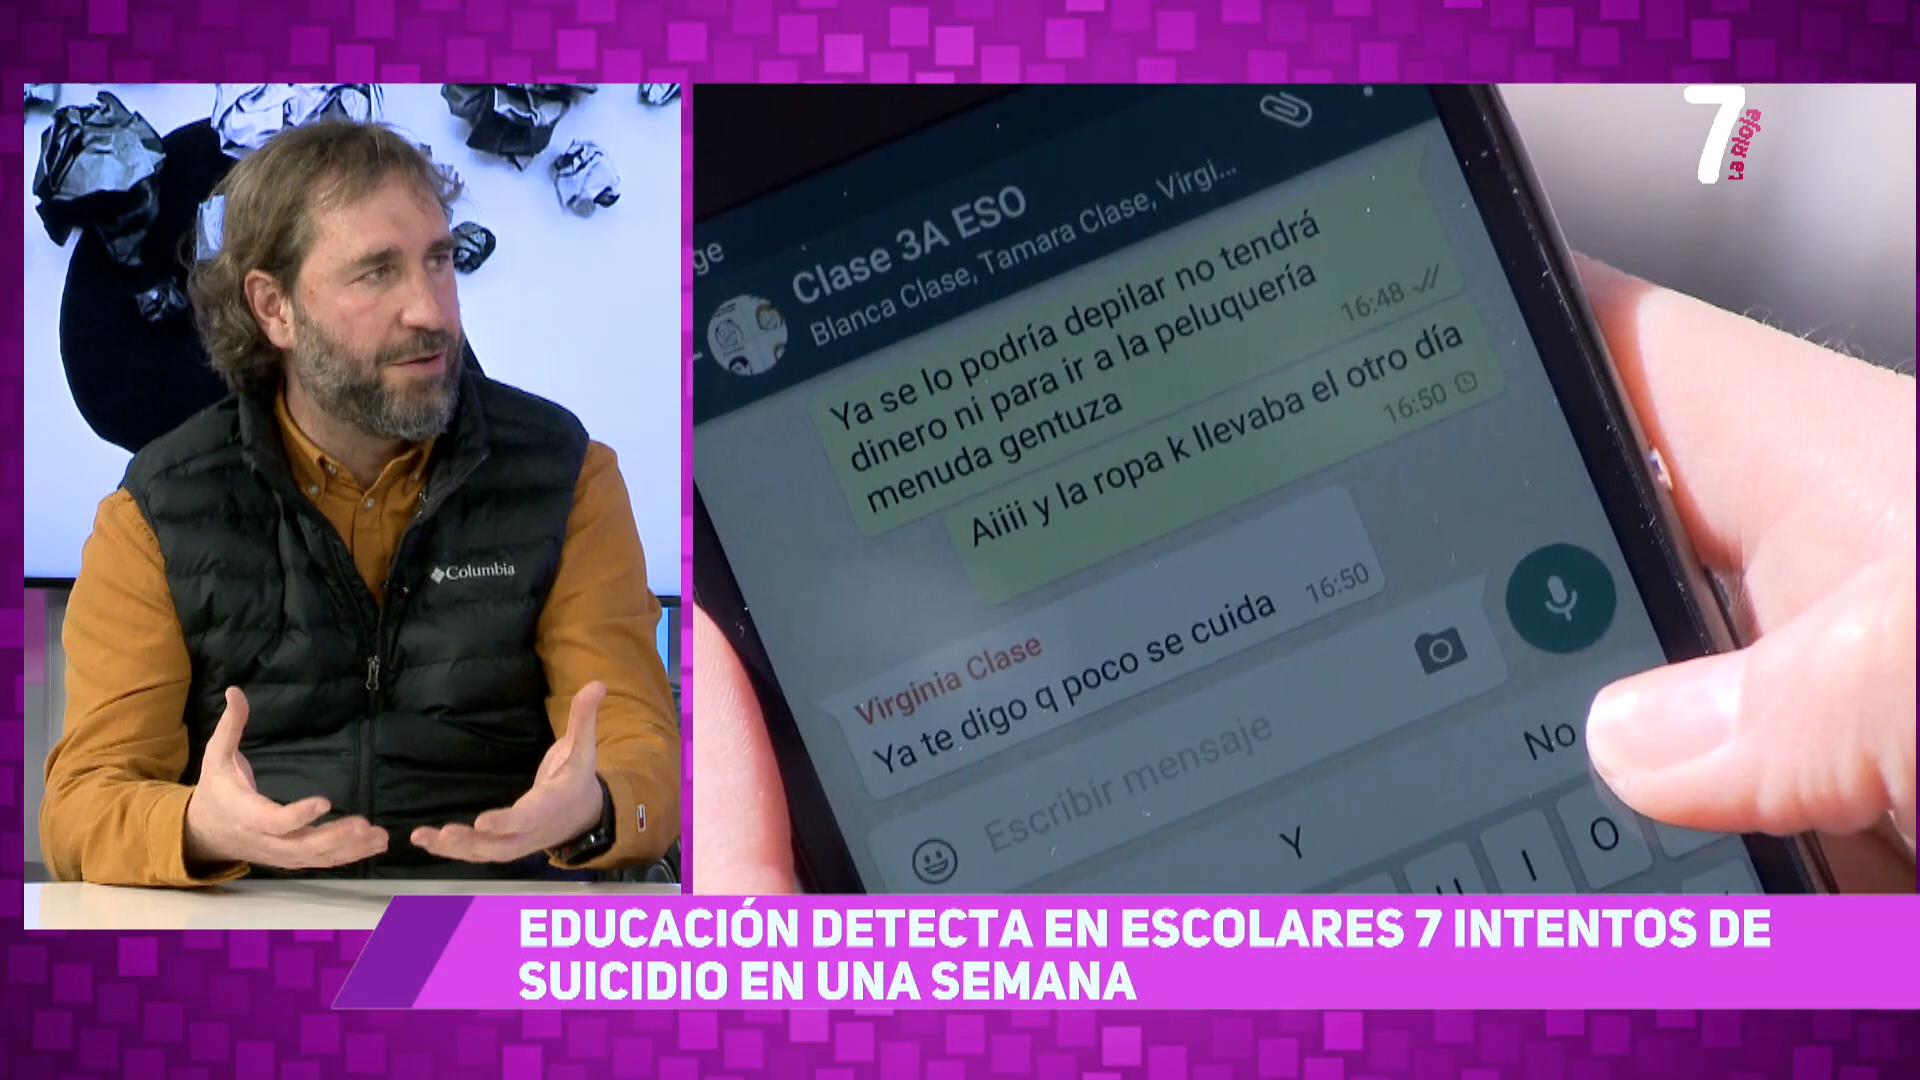 7
La Rioja
ge
Clase 3A ESO
Blanca Clase, Tamara Clase, Virgi...
Ya se lo podría depilar no tendrá
dinero ni para ir a la peluquería
menuda gentuza
16:48
Aiiii y la ropa k llevaba el otro día
16:50
Virginia Clase
Ya te digo q poco se cuida
16:50
Escribir mensaje
Y
No
U I O
Columbia
EDUCACIÓN DETECTA EN ESCOLARES 7 INTENTOS DE
SUICIDIO EN UNA SEMANA